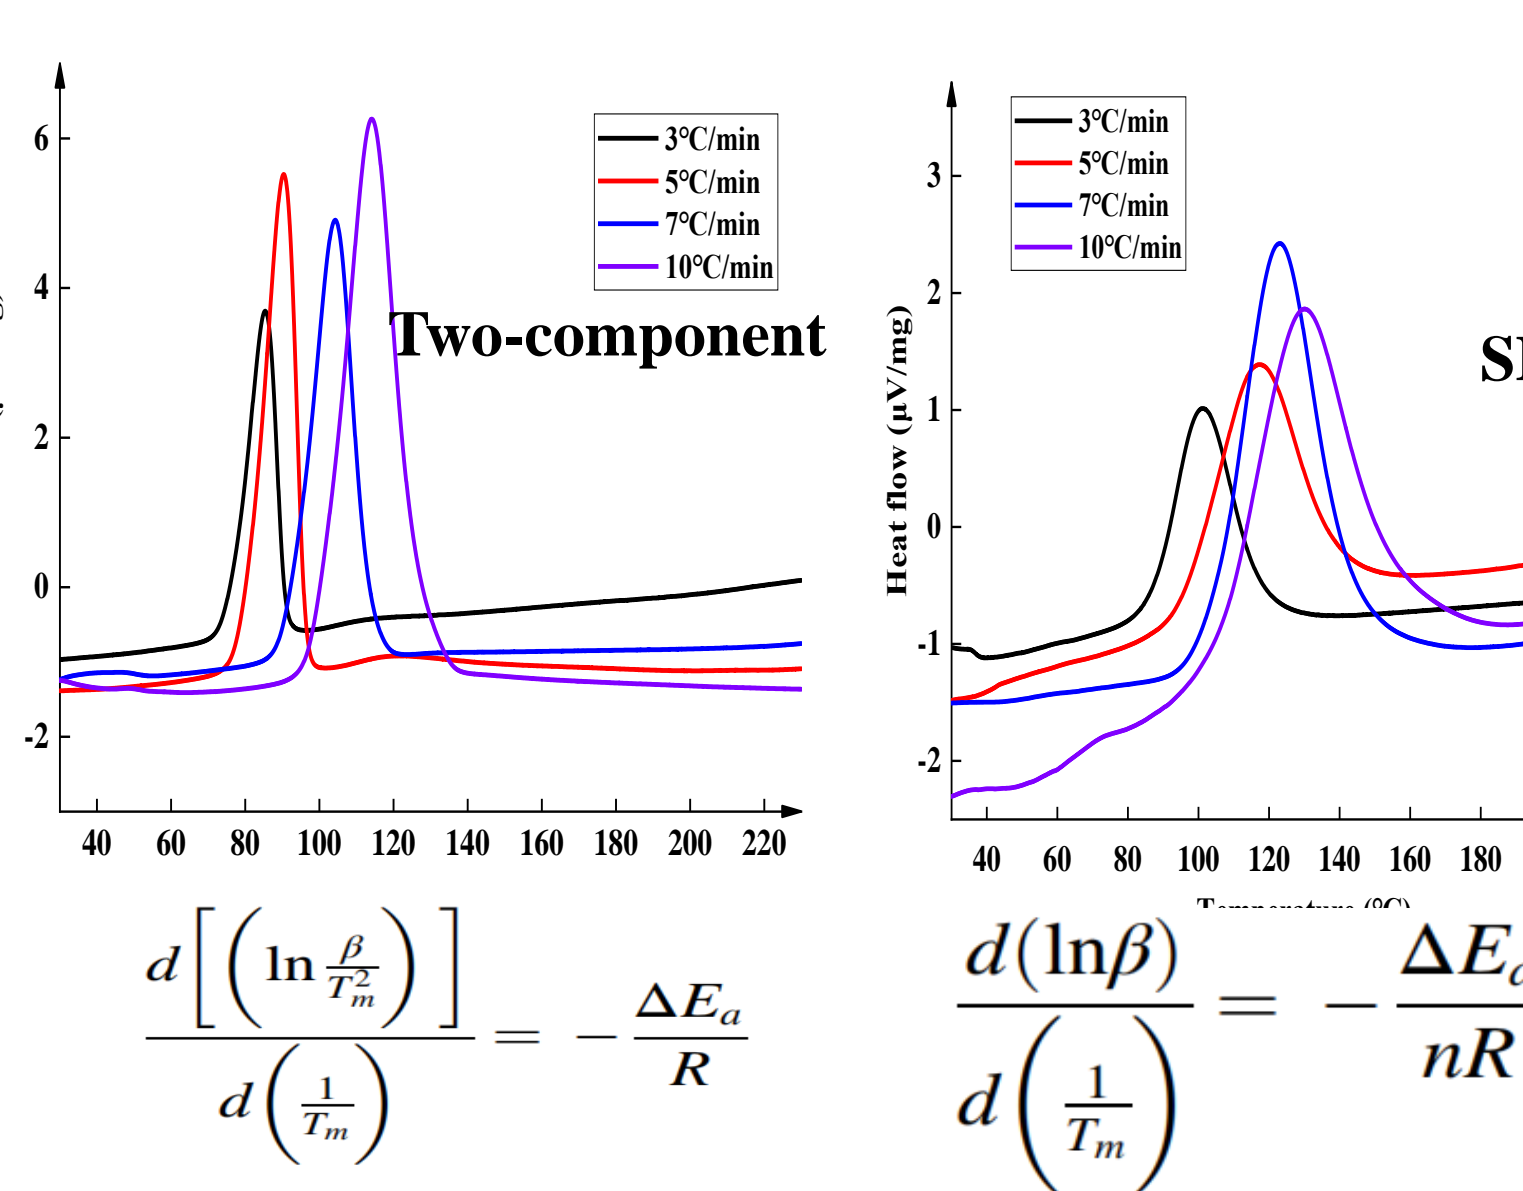 6
4
2
0
-2
40 60 80 100 120 140 160 180 200 220
3℃/min
5℃/min
7℃/min
10℃/min
Two-component
Heat flow (μV/mg)
3
2
1
0
-1
-2
40 60 80 100 120 140 160 180
Temperature (℃)
3℃/min
5℃/min
7℃/min
10℃/min
d[(ln β/T_m^2)] / d(1/T_m) = − ΔE_a / R
d(lnβ) / d(1/T_m) = − ΔE_a / nR